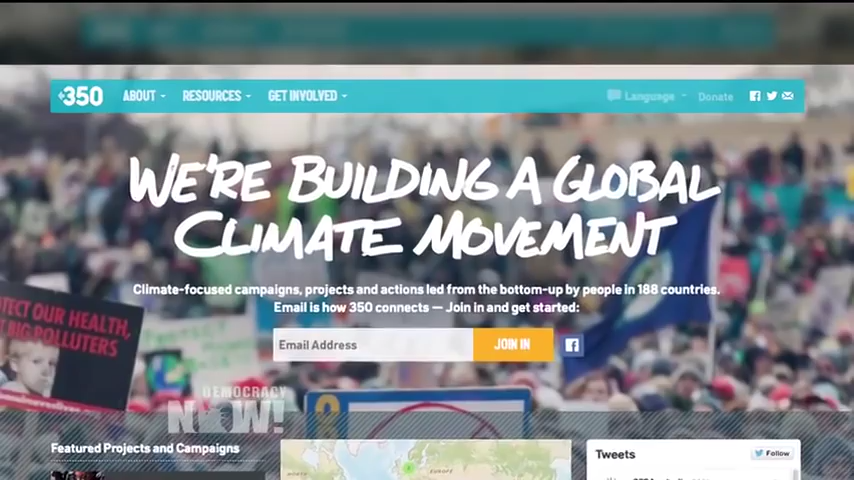 350
ABOUT
RESOURCES
GET INVOLVED
Language
Donate
WE'RE BUILDING A GLOBAL
CLIMATE MOVEMENT
Climate-focused campaigns, projects and actions led from the bottom-up by people in 188 countries.
Email is how 350 connects — Join in and get started:
TECT OUR HEALTH,
BIG POLLUTERS
Email Address
JOIN IN
DEMOCRACY
NOW!
Featured Projects and Campaigns
EUROPE
Tweets
Follow